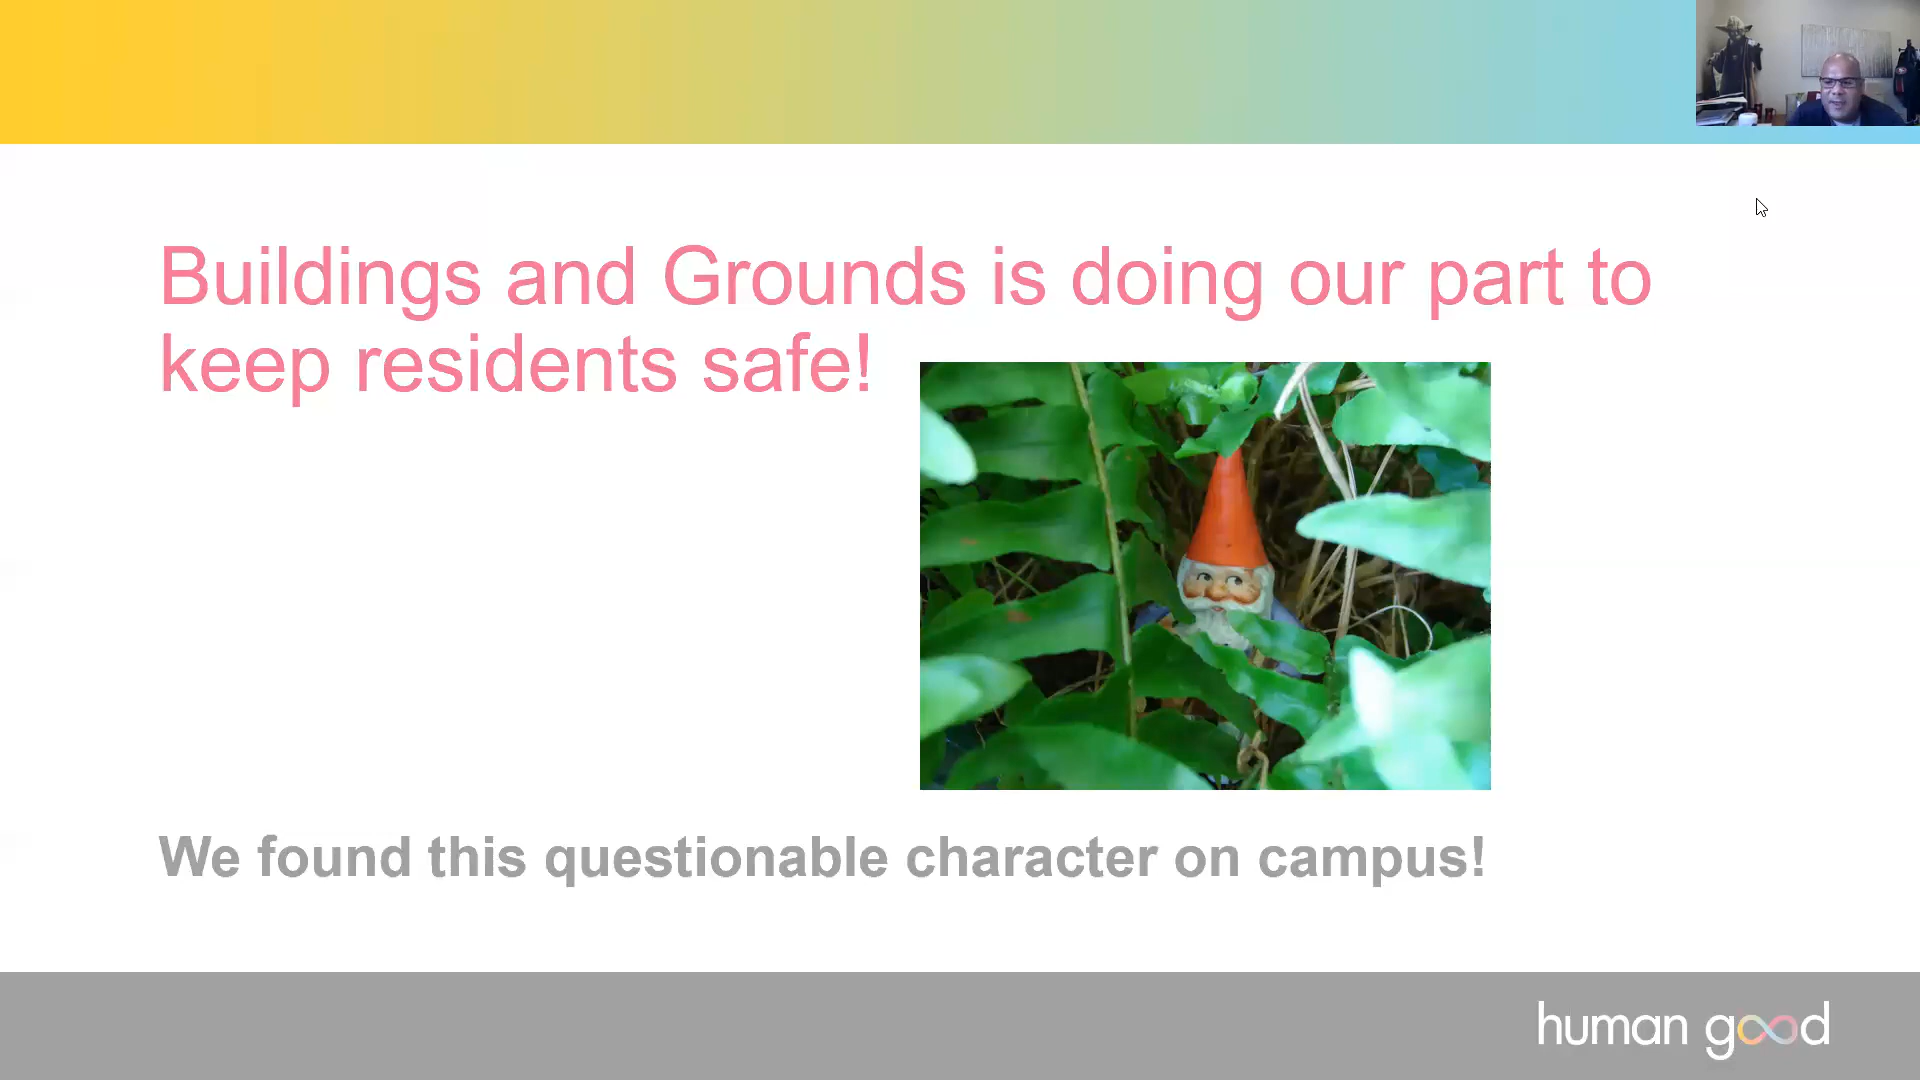 Buildings and Grounds is doing our part to
keep residents safe!
We found this questionable character on campus!
human good